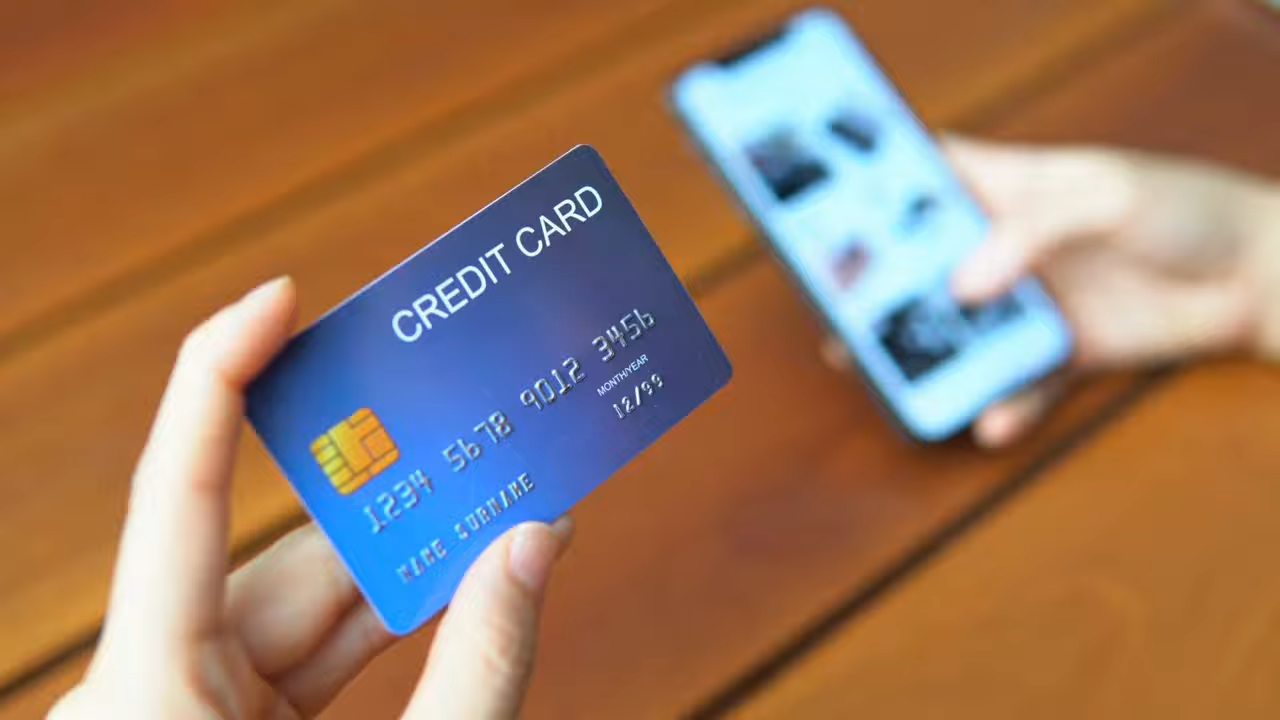 CREDIT CARD
1234 5678 9012 3456
MONTH/YEAR
12/99
NAME SURNAME